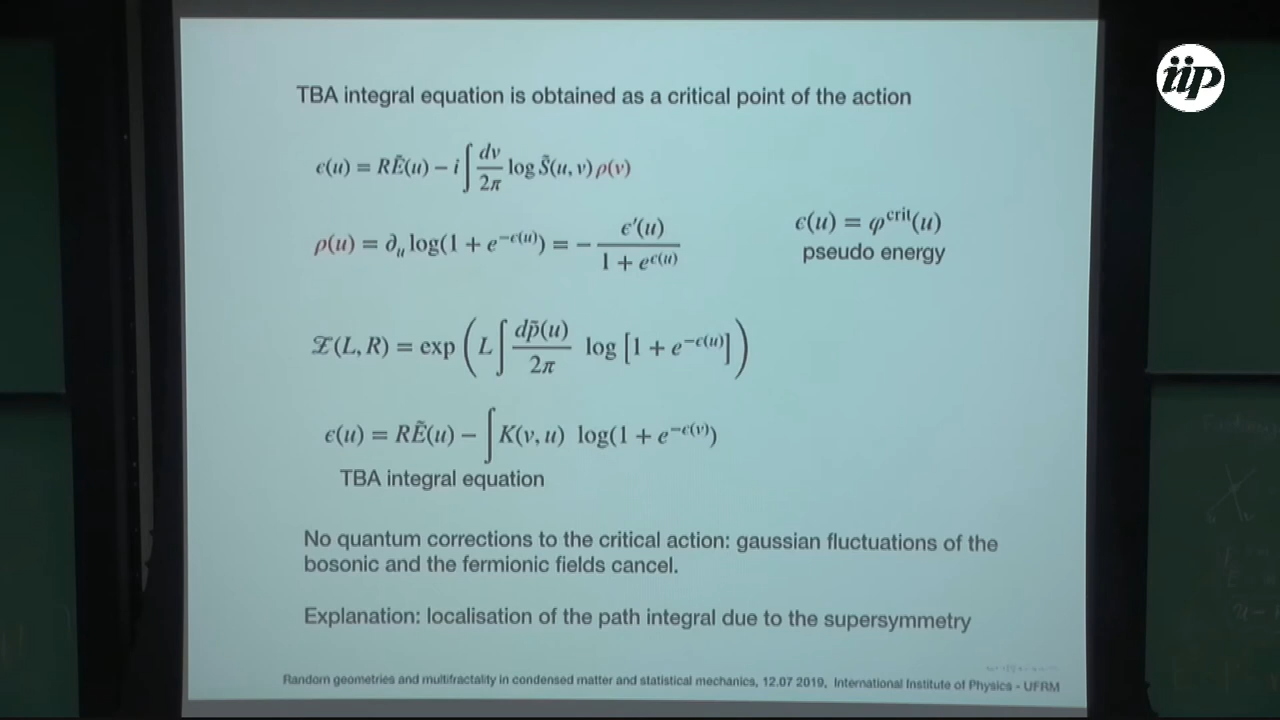 iip
TBA integral equation is obtained as a critical point of the action
ϵ(u) = RẼ(u) − i ∫ dv/2π log S̃(u, v) ρ(v)
ρ(u) = ∂ᵤ log(1 + e^{−ϵ(u)}) = − ϵ′(u) / 1 + e^{ϵ(u)}
ϵ(u) = φ^{crit}(u)
pseudo energy
𝒵(L, R) = exp ( L ∫ dp̃(u)/2π log [1 + e^{−ϵ(u)}] )
ϵ(u) = RẼ(u) − ∫ K(v, u) log(1 + e^{−ϵ(v)})
TBA integral equation
No quantum corrections to the critical action: gaussian fluctuations of the
bosonic and the fermionic fields cancel.
Explanation: localisation of the path integral due to the supersymmetry
Random geometries and multifractality in condensed matter and statistical mechanics, 12.07 2019, International Institute of Physics - UFRM